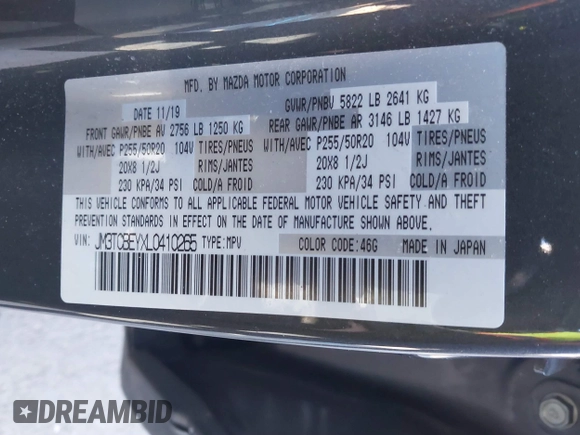 MFD. BY MAZDA MOTOR CORPORATION
DATE 11/19
GVWR/PNBV 5822 LB 2641 KG
FRONT GAWR/PNBE AV 2756 LB 1250 KG
REAR GAWR/PNBE AR 3146 LB 1427 KG
WITH/AVEC P255/50R20 104V TIRES/PNEUS
20X8 1/2J RIMS/JANTES
230 KPA/34 PSI COLD/A FROID
WITH/AVEC P255/50R20 104V TIRES/PNEUS
20X8 1/2J RIMS/JANTES
230 KPA/34 PSI COLD/A FROID
THIS VEHICLE CONFORMS TO ALL APPLICABLE FEDERAL MOTOR VEHICLE SAFETY AND THEFT
PREVENTION STANDARDS IN EFFECT ON THE DATE OF MANUFACTURE SHOWN ABOVE.
VIN: JM3TCBEYXL0410265 TYPE:MPV COLOR CODE:46G MADE IN JAPAN
DREAMBID